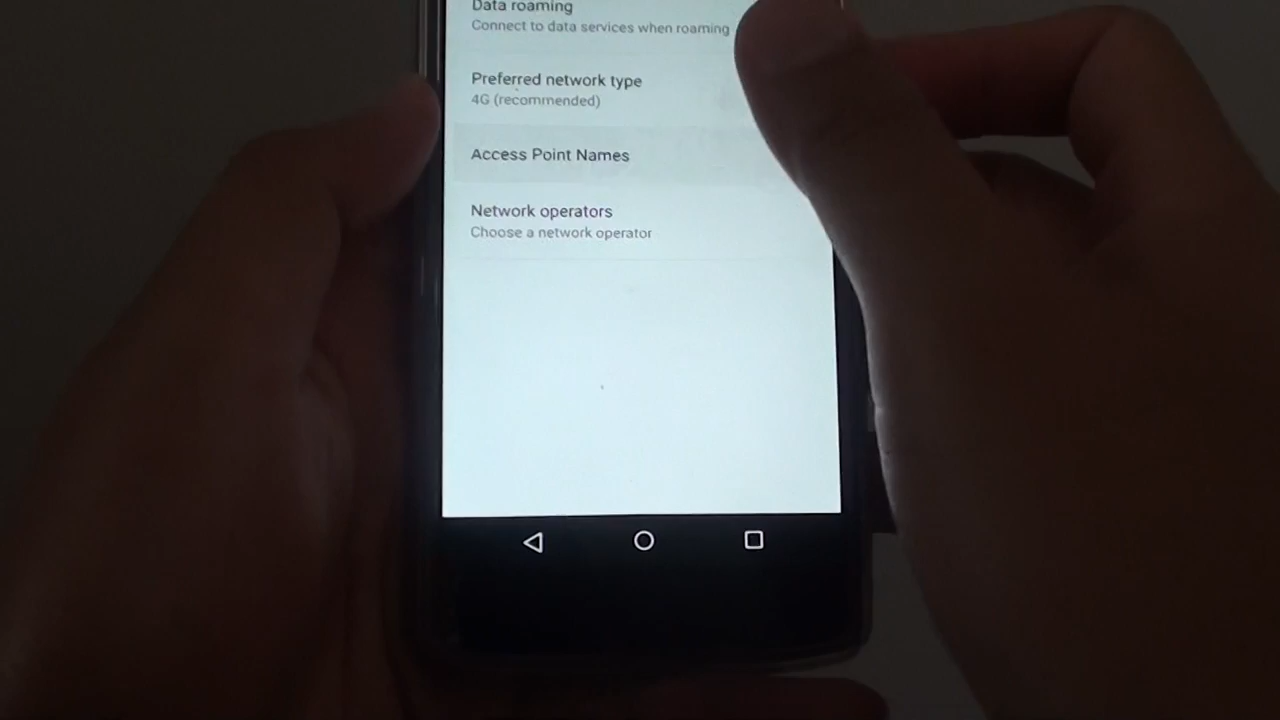 Data roaming
Connect to data services when roaming
Preferred network type
4G (recommended)
Access Point Names
Network operators
Choose a network operator